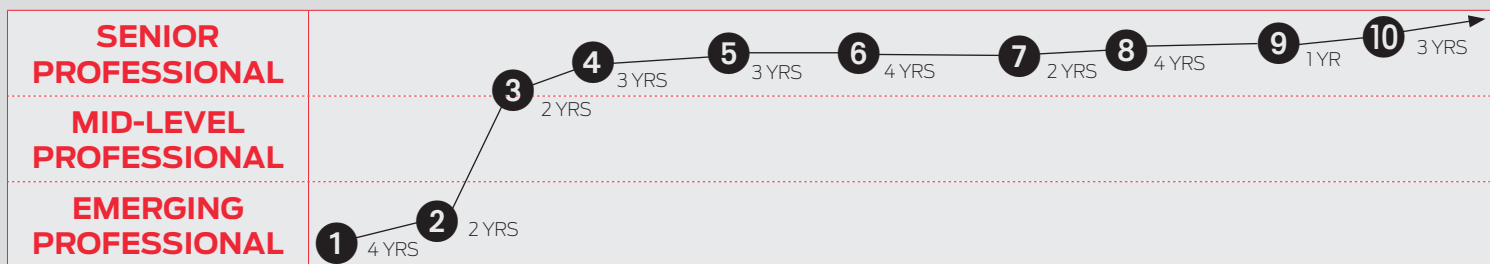 SENIOR
PROFESSIONAL
MID-LEVEL
PROFESSIONAL
EMERGING
PROFESSIONAL
1
4 YRS
2
2 YRS
3
2 YRS
4
3 YRS
5
3 YRS
6
4 YRS
7
2 YRS
8
4 YRS
9
1 YR
10
3 YRS